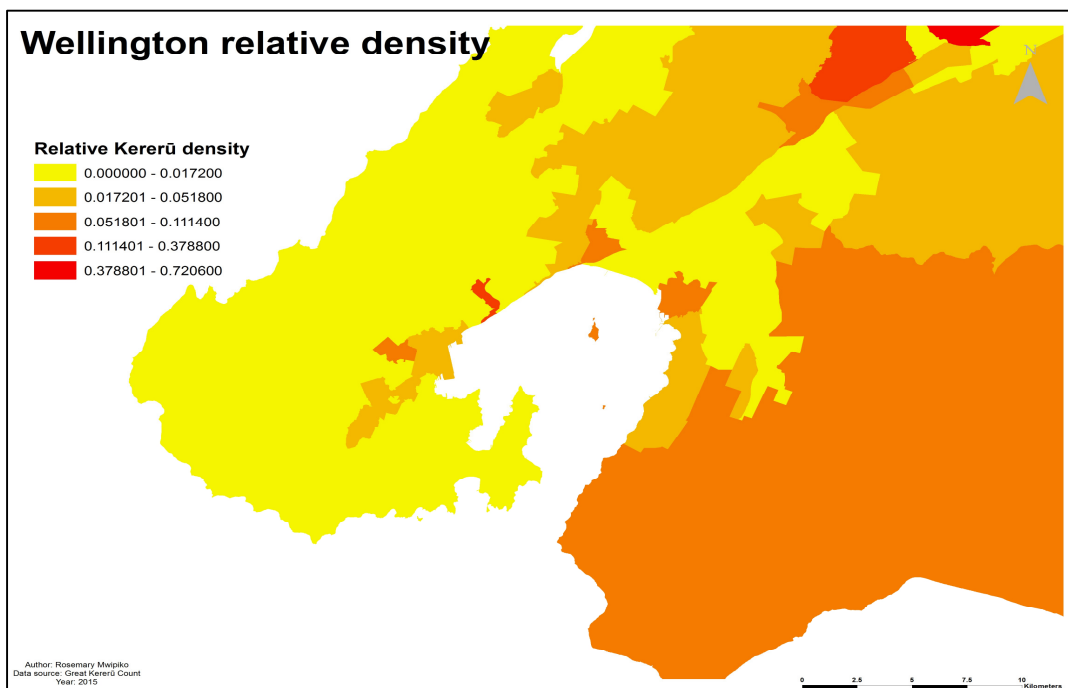 Wellington relative density
N
Relative Kererū density
0.000000 - 0.017200
0.017201 - 0.051800
0.051801 - 0.111400
0.111401 - 0.378800
0.378801 - 0.720600
Author: Rosemary Mwipiko
Data source: Great Kererū Count
Year: 2015
0 2.5 5 7.5 10
Kilometers